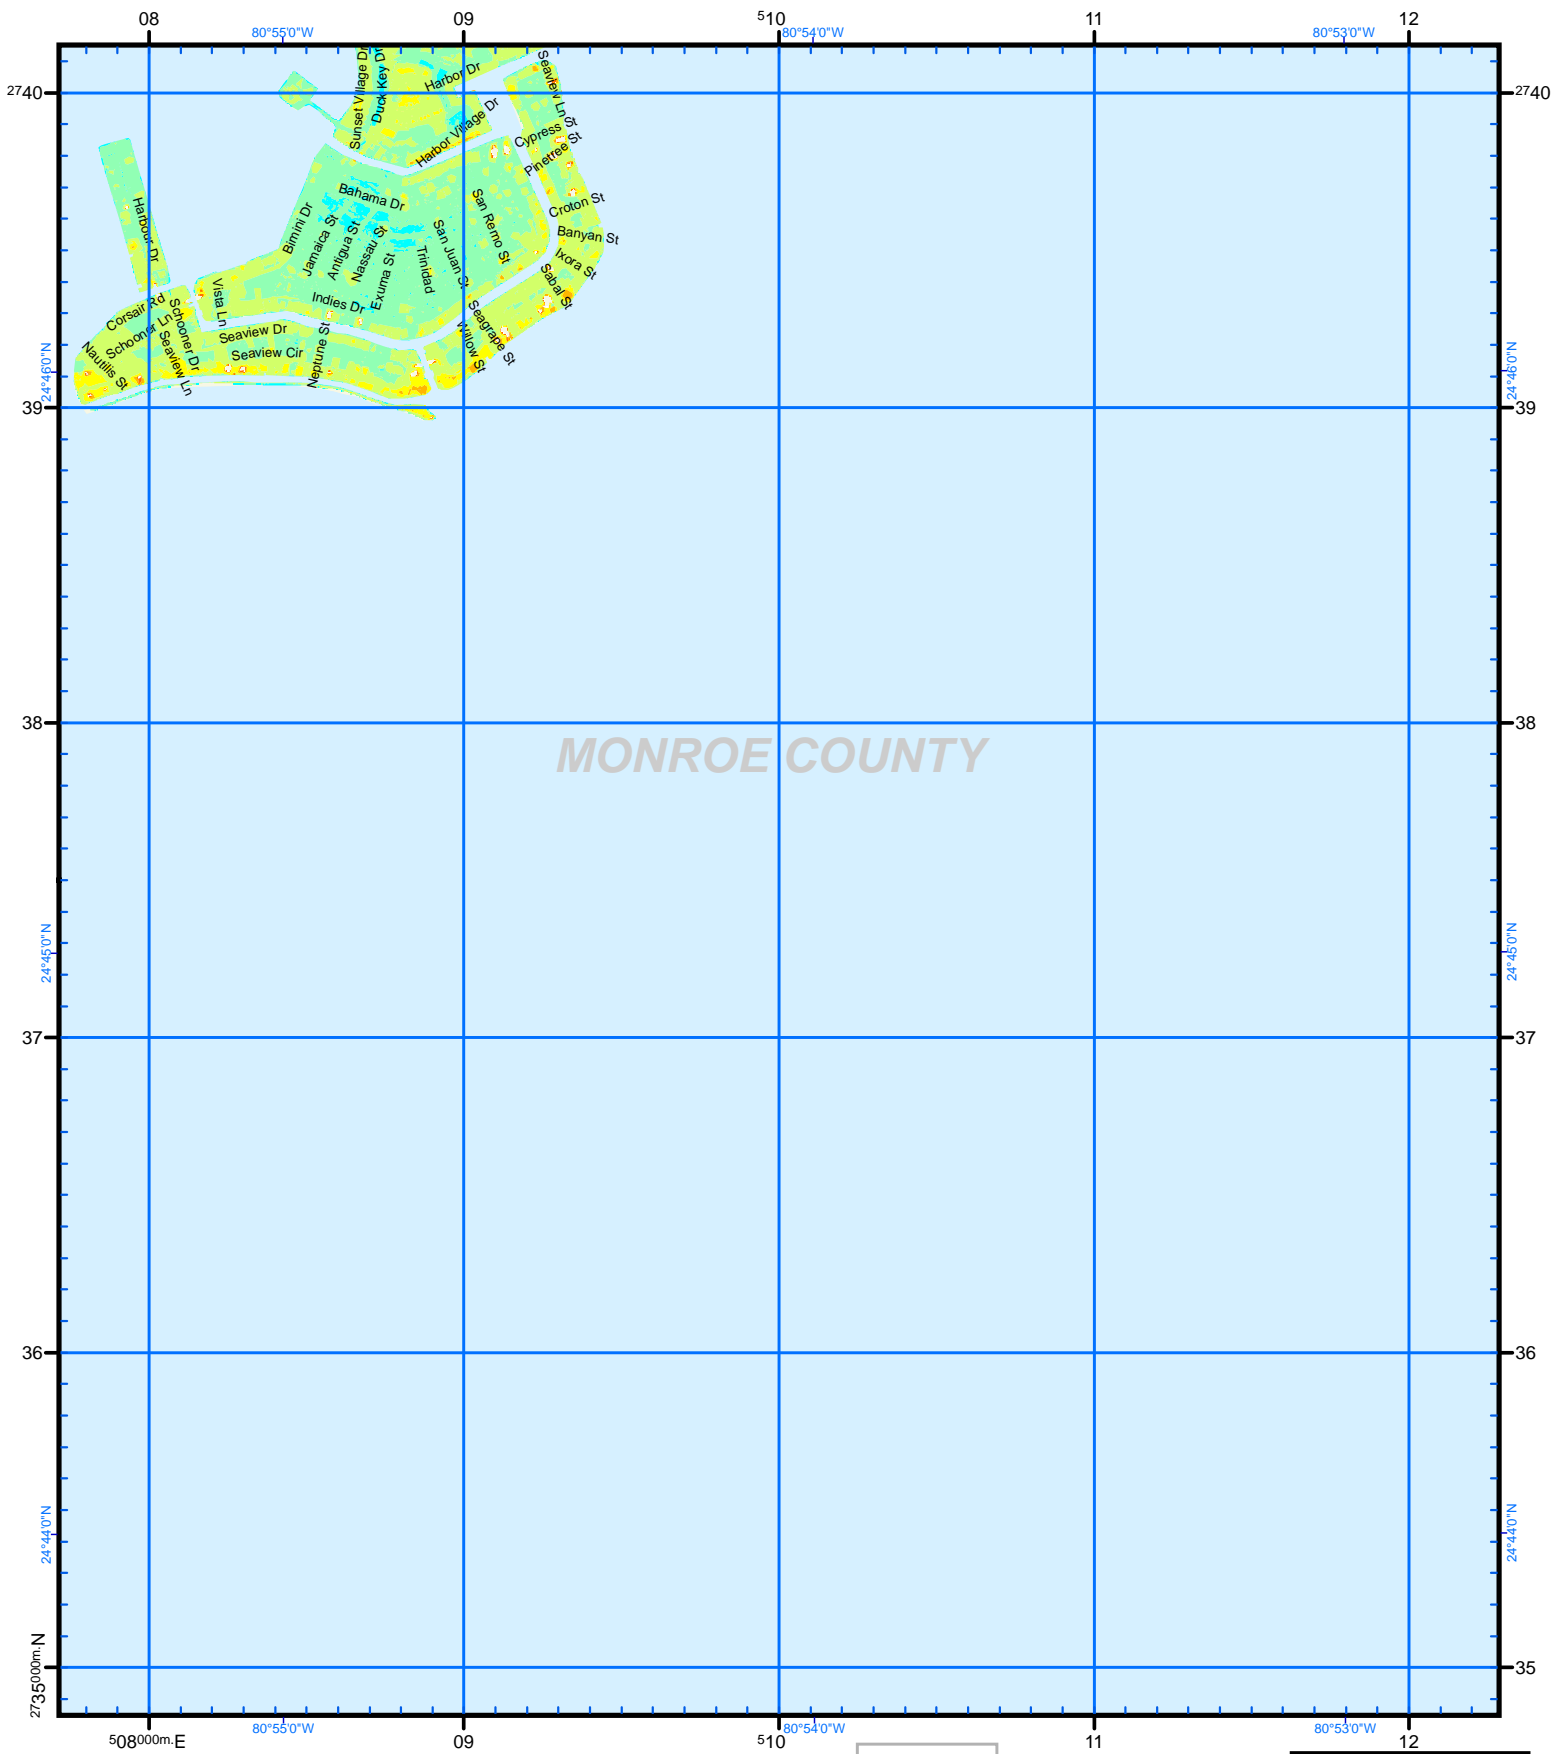 08 09 510 11 12
80°55'0"W 80°54'0"W 80°53'0"W
2740 2740
Sunset Village Dr
Duck Key Dr
Harbor Dr
Seaview Ln
Harbor Village Dr
Cypress St
Pinetree St
Harbour Dr
Bahama Dr
Bimini Dr
Jamaica St
Antigua St
Nassau St
Exuma St
Trinidad
San Juan St
San Remo St
Croton St
Banyan St
Ixora St
Sabal St
Vista Ln
Indies Dr
Corsair Rd
Schooner Ln
Schooner Dr
Seaview Dr
Seaview Cir
Neptune St
Seagrape St
Willow St
Nautilis St
Seaview Ln
24°46'0"N 24°46'0"N
39 39
38 38
MONROE COUNTY
24°45'0"N 24°45'0"N
37 37
36 36
24°44'0"N 24°44'0"N
2735000m.N 35
80°55'0"W 80°54'0"W 80°53'0"W
508000m.E 09 510 11 12